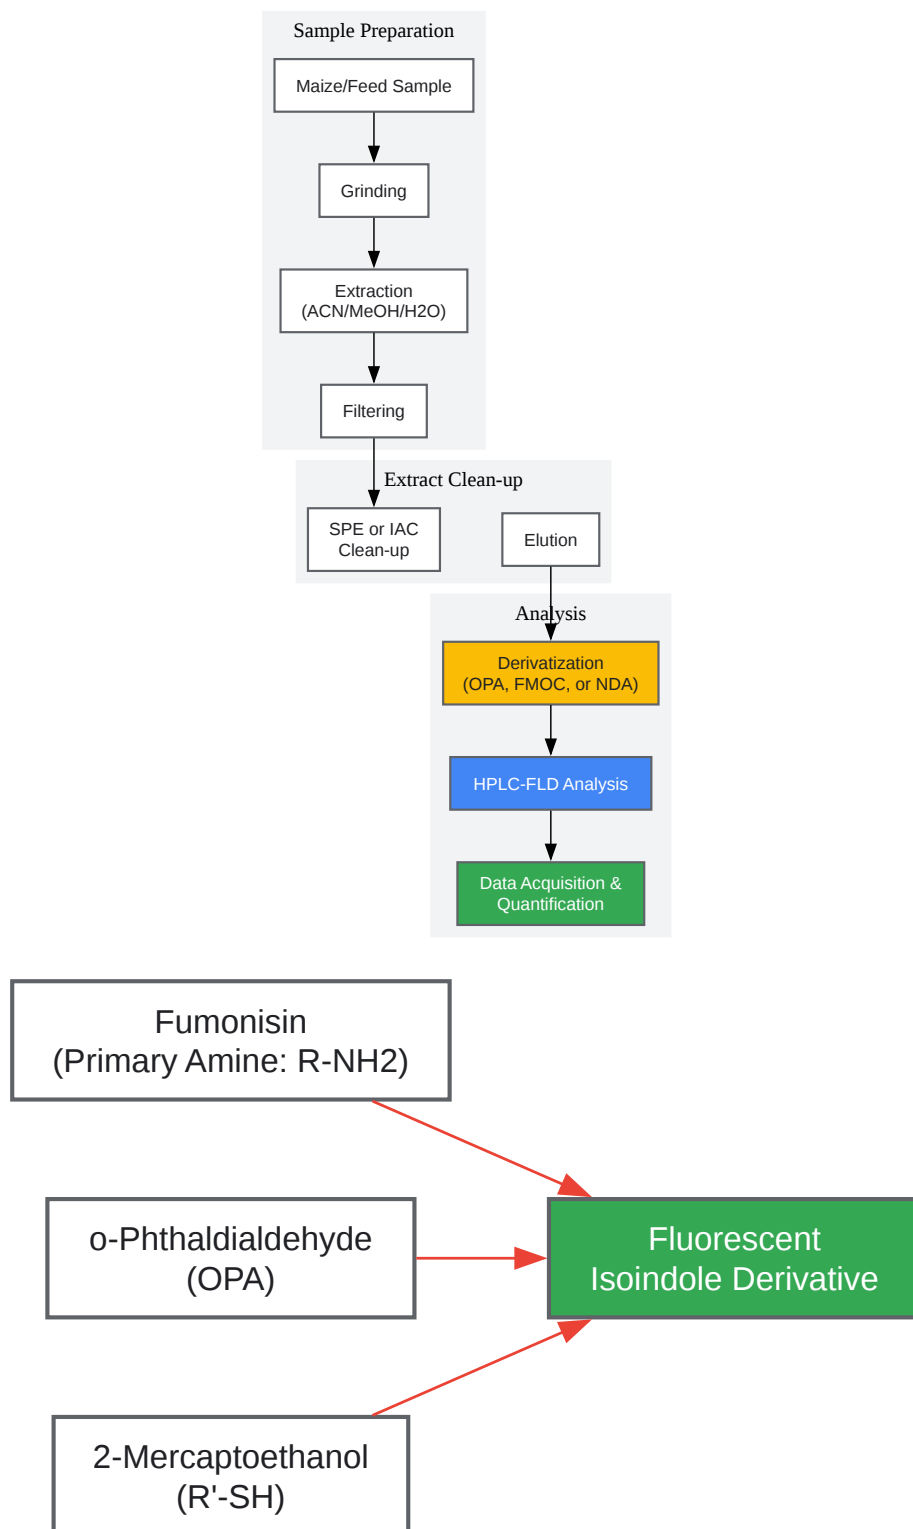 Sample Preparation
Maize/Feed Sample
Grinding
Extraction
(ACN/MeOH/H2O)
Filtering
Extract Clean-up
SPE or IAC
Clean-up
Elution
Analysis
Derivatization
(OPA, FMOC, or NDA)
HPLC-FLD Analysis
Data Acquisition &
Quantification
Fumonisin
(Primary Amine: R-NH2)
o-Phthaldialdehyde
(OPA)
Fluorescent
Isoindole Derivative
2-Mercaptoethanol
(R'-SH)